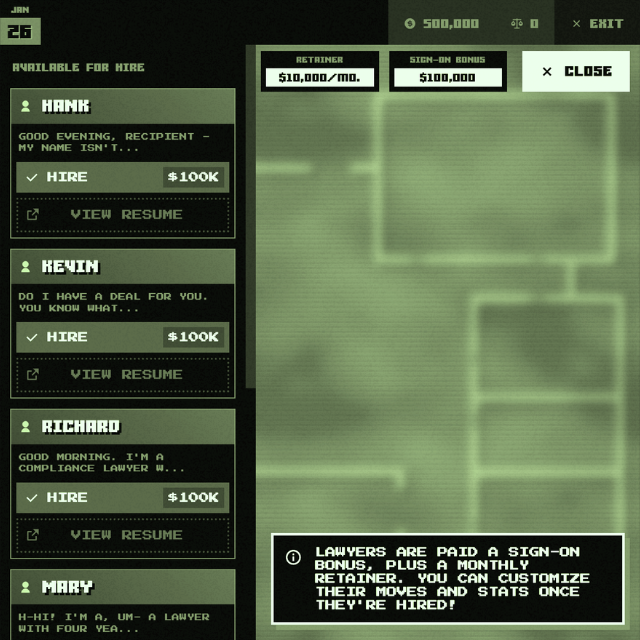 JAN
26
500,000
0
× EXIT
AVAILABLE FOR HIRE
RETAINER
$10,000/MO.
SIGN-ON BONUS
$100,000
× CLOSE
HANK
GOOD EVENING, RECIPIENT –
MY NAME ISN'T...
HIRE $100K
VIEW RESUME
KEVIN
DO I HAVE A DEAL FOR YOU.
YOU KNOW WHAT...
HIRE $100K
VIEW RESUME
RICHARD
GOOD MORNING. I'M A
COMPLIANCE LAWYER W...
HIRE $100K
VIEW RESUME
MARY
H-HI! I'M A, UM- A LAWYER
WITH FOUR YEA...
LAWYERS ARE PAID A SIGN-ON
BONUS, PLUS A MONTHLY
RETAINER. YOU CAN CUSTOMIZE
THEIR MOVES AND STATS ONCE
THEY'RE HIRED!